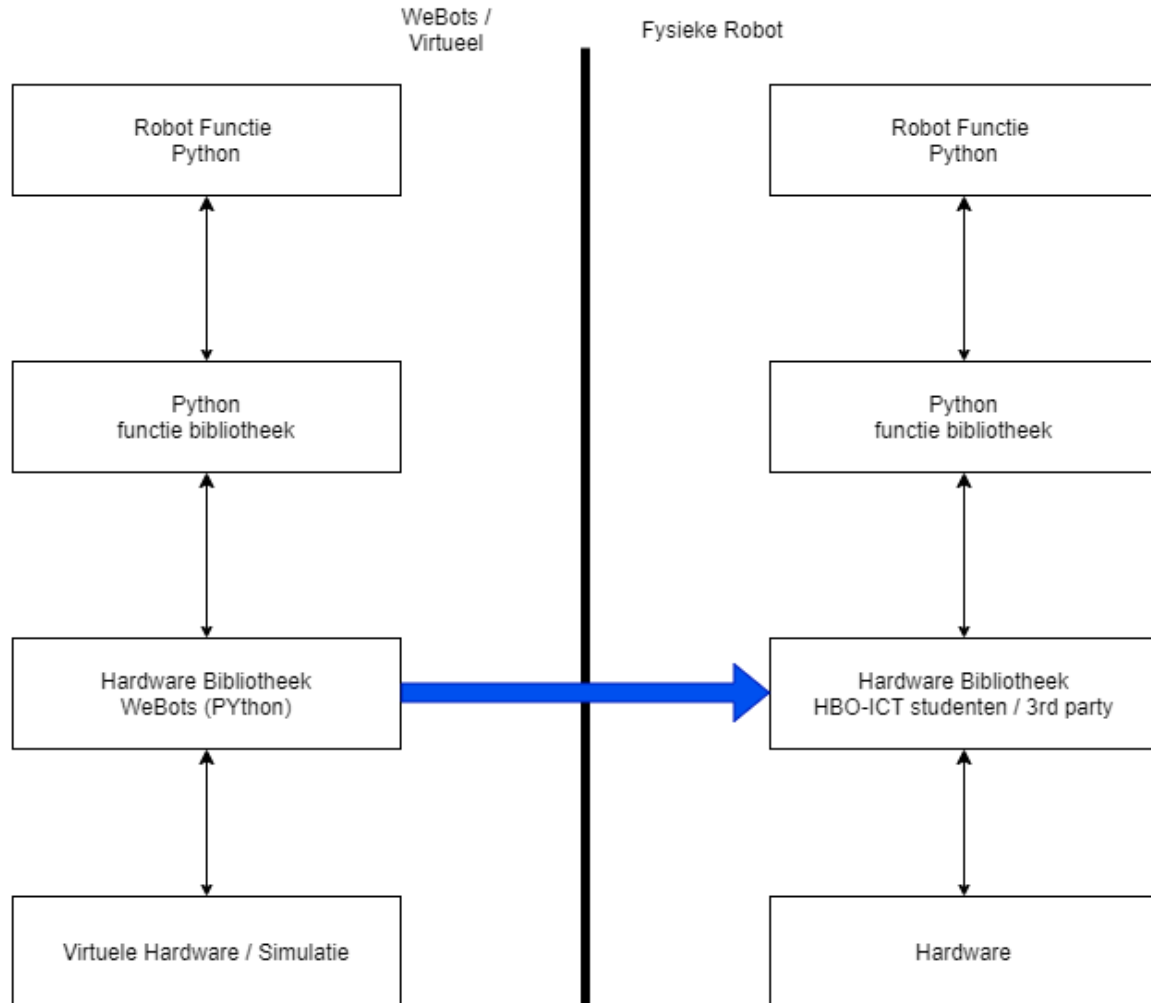 WeBots /
Virtueel
Fysieke Robot
Robot Functie
Python
Robot Functie
Python
Python
functie bibliotheek
Python
functie bibliotheek
Hardware Bibliotheek
WeBots (PYthon)
Hardware Bibliotheek
HBO-ICT studenten / 3rd party
Virtuele Hardware / Simulatie
Hardware